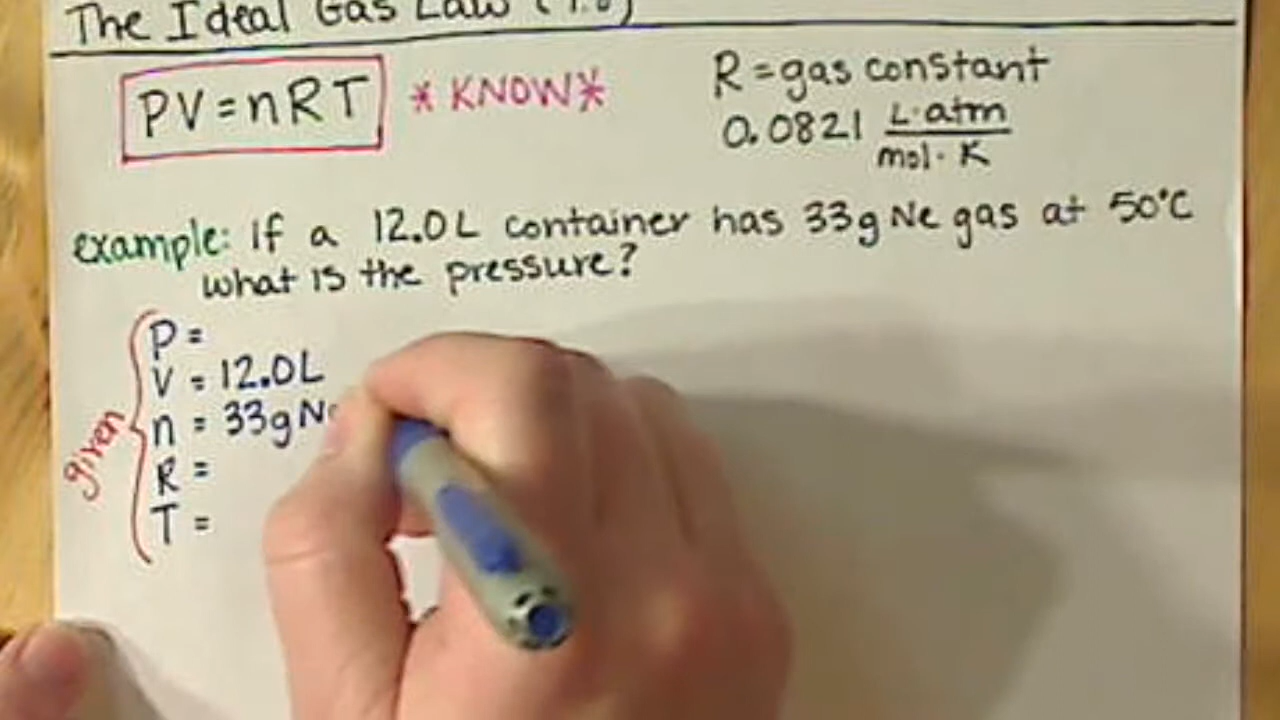 The Ideal Gas Law
PV = nRT *KNOW*
R = gas constant
0.0821 L·atm
mol·K
example: If a 12.0L container has 33g Ne gas at 50°C
what is the pressure?
given
P =
V = 12.0L
n = 33g Ne
R =
T =